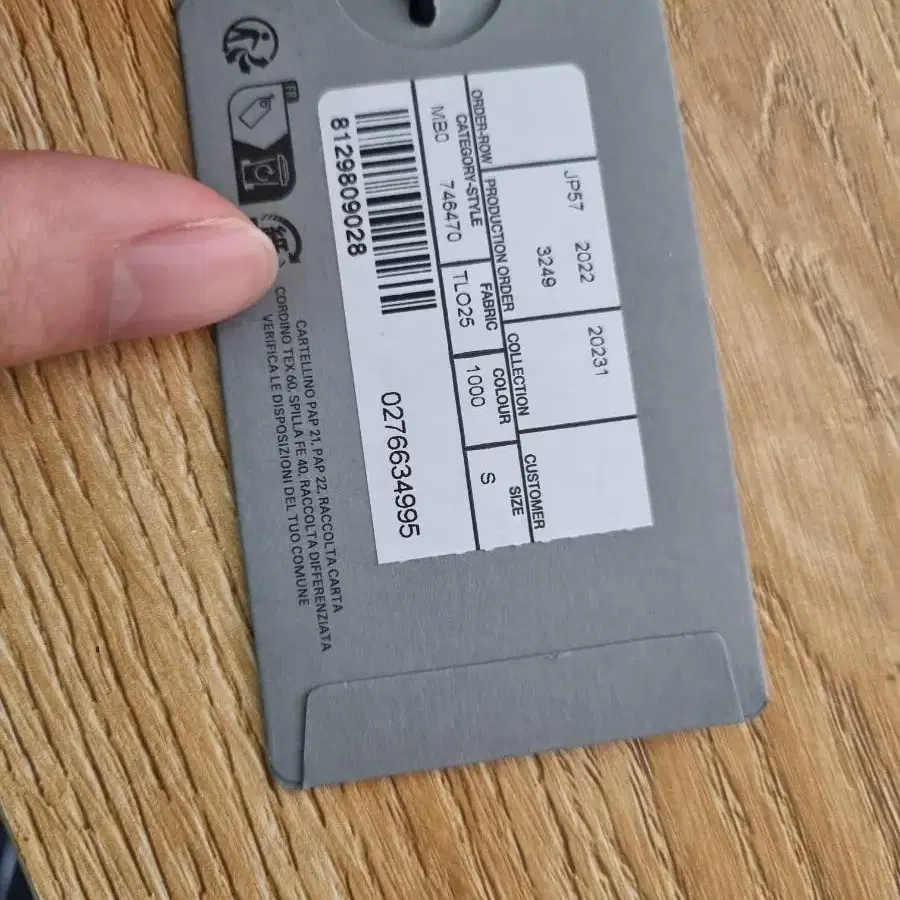 JP57 2022 20231
3249
ORDER-ROW PRODUCTION ORDER COLLECTION CUSTOMER
CATEGORY-STYLE FABRIC COLOUR SIZE
MB0 746470 TLO25 1000 S
8129809028
0276634995
FR
CARTELLINO PAP 21, PAP 22, RACCOLTA CARTA
CORDINO TEX 60, SPILLA FE 40, RACCOLTA DIFFERENZIATA
VERIFICA LE DISPOSIZIONI DEL TUO COMUNE